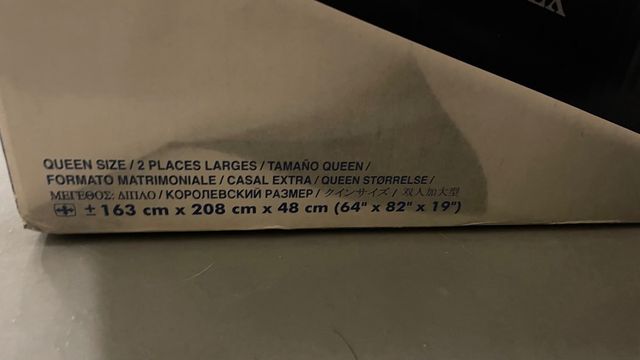 QUEEN SIZE / 2 PLACES LARGES / TAMAÑO QUEEN /
FORMATO MATRIMONIALE / CASAL EXTRA / QUEEN STØRRELSE /
ΜΕΓΕΘΟΣ: ΔΙΠΛΟ / КОРОЛЕВСКИЙ РАЗМЕР / クインサイズ / 双人加大型
± 163 cm x 208 cm x 48 cm (64" x 82" x 19")